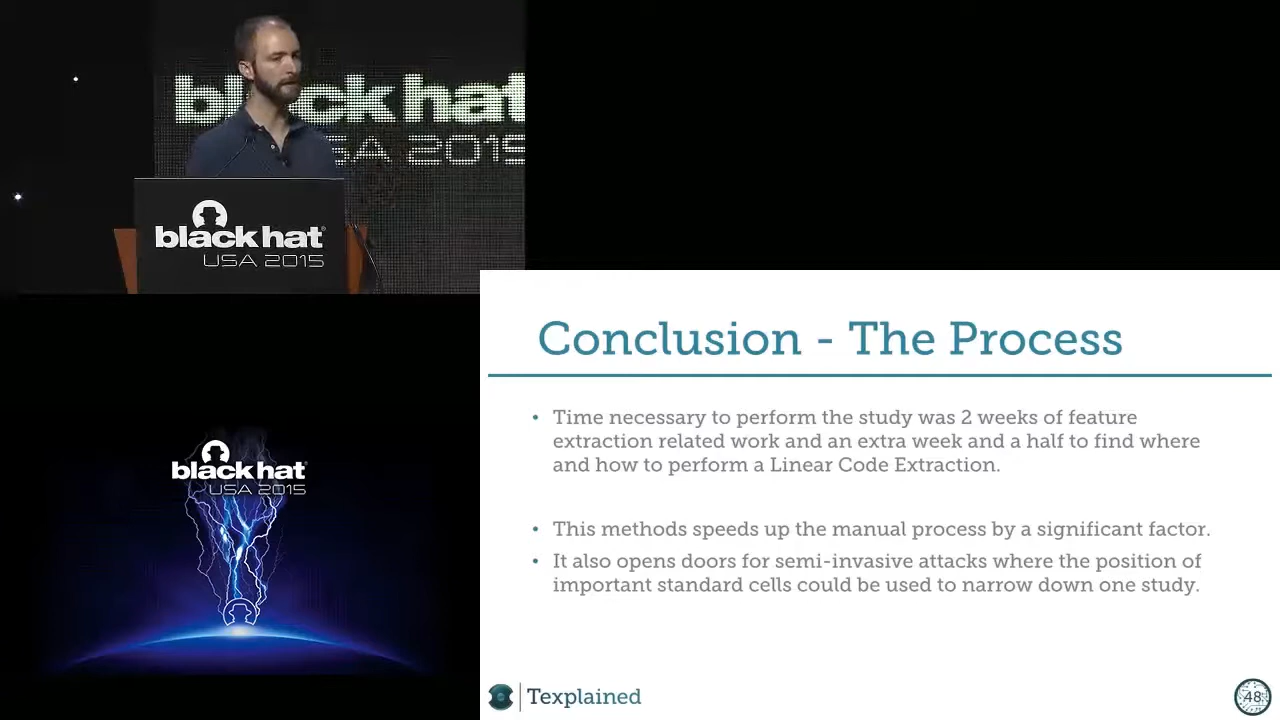 black hat
USA 2015
black hat
USA 2015
Conclusion - The Process
• Time necessary to perform the study was 2 weeks of feature
extraction related work and an extra week and a half to find where
and how to perform a Linear Code Extraction.
• This methods speeds up the manual process by a significant factor.
• It also opens doors for semi-invasive attacks where the position of
important standard cells could be used to narrow down one study.
black hat
USA 2015
Texplained
48